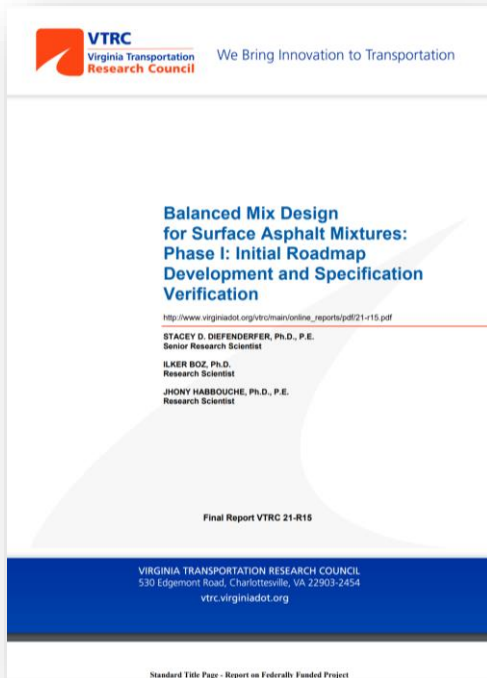 VTRC
Virginia Transportation
Research Council
We Bring Innovation to Transportation
Balanced Mix Design
for Surface Asphalt Mixtures:
Phase I: Initial Roadmap
Development and Specification
Verification
http://www.virginiadot.org/vtrc/main/online_reports/pdf/21-r15.pdf
STACEY D. DIEFENDERFER, Ph.D., P.E.
Senior Research Scientist
ILKER BOZ, Ph.D.
Research Scientist
JHONY HABBOUCHE, Ph.D., P.E.
Research Scientist
Final Report VTRC 21-R15
VIRGINIA TRANSPORTATION RESEARCH COUNCIL
530 Edgemont Road, Charlottesville, VA 22903-2454
vtrc.virginiadot.org
Standard Title Page - Report on Federally Funded Project